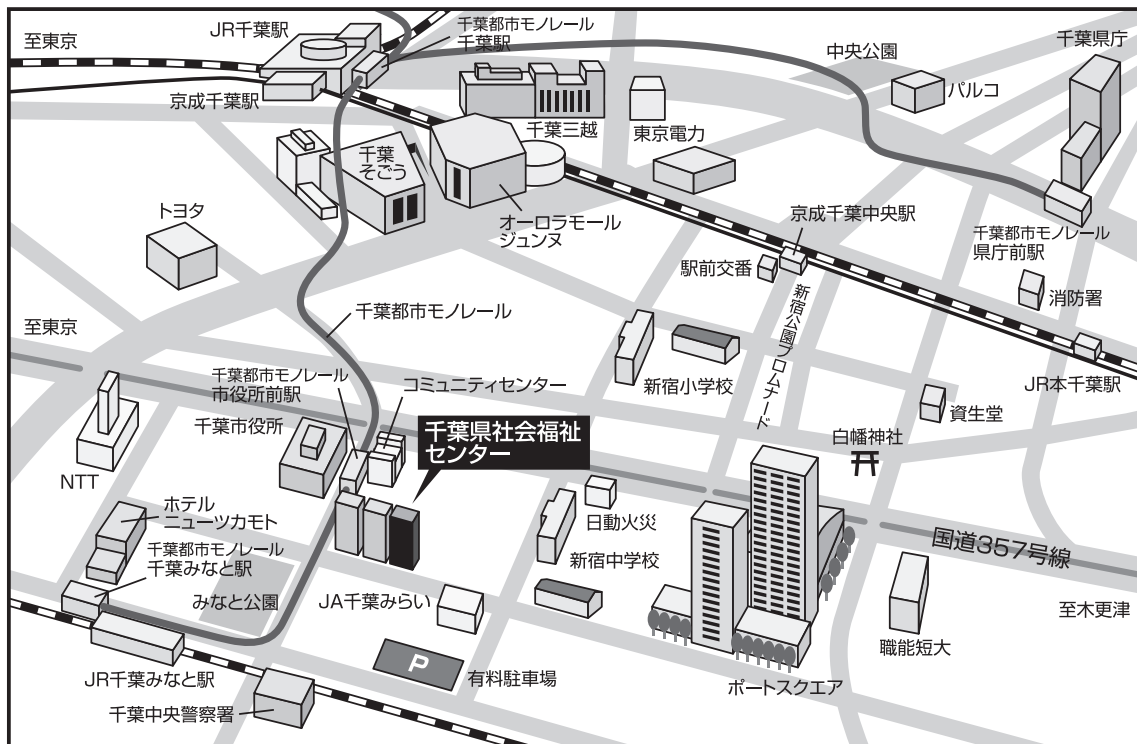 JR千葉駅
千葉都市モノレール
千葉駅
至東京
中央公園
千葉県庁
京成千葉駅
千葉三越
東京電力
パルコ
千葉
そごう
トヨタ
オーロラモール
ジュンヌ
京成千葉中央駅
千葉都市モノレール
県庁前駅
駅前交番
消防署
新宿公園プロムナード
千葉都市モノレール
至東京
新宿小学校
JR本千葉駅
千葉都市モノレール
市役所前駅
コミュニティセンター
資生堂
千葉市役所
千葉県社会福祉
センター
白幡神社
NTT
ホテル
ニューツカモト
日動火災
国道357号線
千葉都市モノレール
千葉みなと駅
新宿中学校
みなと公園
JA千葉みらい
至木更津
職能短大
P
JR千葉みなと駅
有料駐車場
ポートスクエア
千葉中央警察署